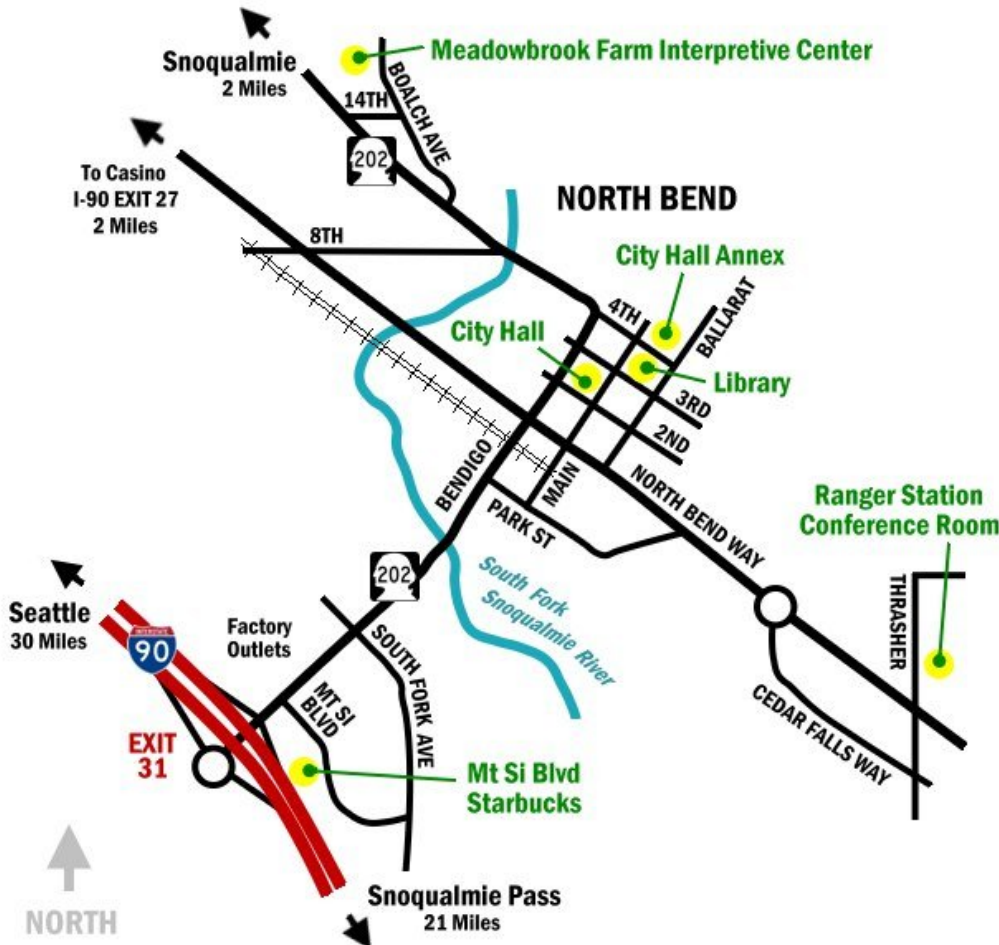 Meadowbrook Farm Interpretive Center
Snoqualmie
2 Miles
BOALCH AVE
14TH
202
To Casino
I-90 EXIT 27
2 Miles
NORTH BEND
8TH
City Hall Annex
4TH
BALLARAT
City Hall
Library
3RD
2ND
BENDIGO
MAIN
NORTH BEND WAY
PARK ST
Ranger Station
Conference Room
202
South Fork
Snoqualmie River
THRASHER
Seattle
30 Miles
INTERSTATE
90
Factory
Outlets
SOUTH FORK AVE
MT SI
BLVD
CEDAR FALLS WAY
EXIT
31
Mt Si Blvd
Starbucks
NORTH
Snoqualmie Pass
21 Miles